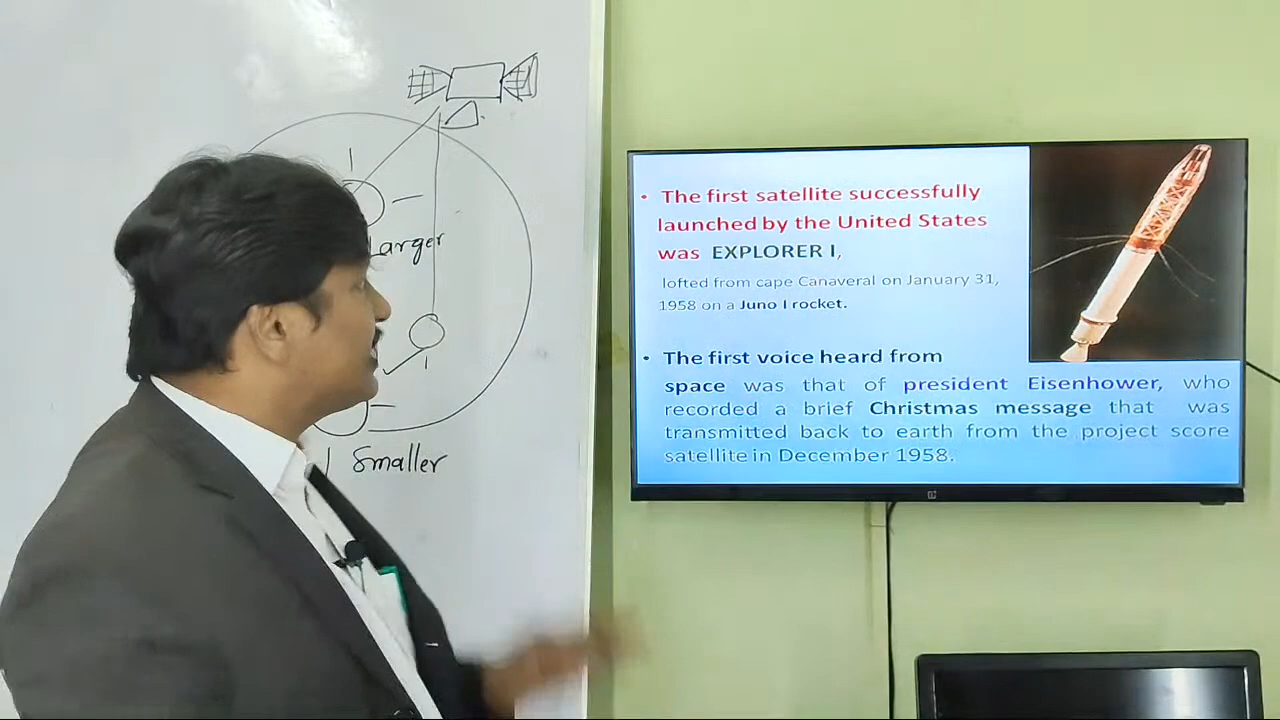 Larger
Smaller
• The first satellite successfully
launched by the United States
was EXPLORER I,
lofted from cape Canaveral on January 31,
1958 on a Juno I rocket.
• The first voice heard from
space was that of president Eisenhower, who
recorded a brief Christmas message that was
transmitted back to earth from the project score
satellite in December 1958.